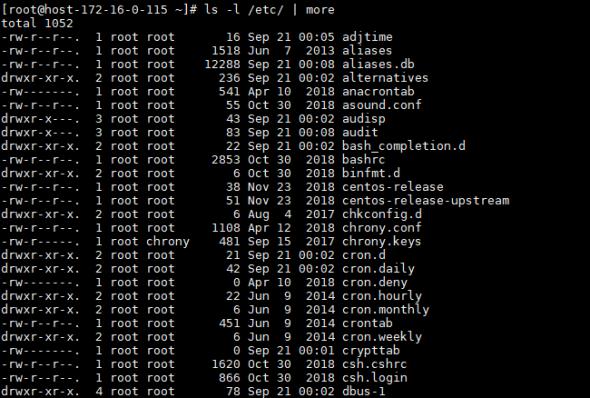 [root@host-172-16-0-115 ~]# ls -l /etc/ | more
total 1052
-rw-r--r--.  1 root root       16 Sep 21 00:05 adjtime
-rw-r--r--.  1 root root     1518 Jun  7  2013 aliases
-rw-r--r--.  1 root root    12288 Sep 21 00:08 aliases.db
drwxr-xr-x.  2 root root      236 Sep 21 00:02 alternatives
-rw-------.  1 root root      541 Apr 10  2018 anacrontab
-rw-r--r--.  1 root root       55 Oct 30  2018 asound.conf
drwxr-x---.  3 root root       43 Sep 21 00:02 audisp
drwxr-x---.  3 root root       83 Sep 21 00:08 audit
drwxr-xr-x.  2 root root       22 Sep 21 00:02 bash_completion.d
-rw-r--r--.  1 root root     2853 Oct 30  2018 bashrc
drwxr-xr-x.  2 root root        6 Oct 30  2018 binfmt.d
-rw-r--r--.  1 root root       38 Nov 23  2018 centos-release
-rw-r--r--.  1 root root       51 Nov 23  2018 centos-release-upstream
drwxr-xr-x.  2 root root        6 Aug  4  2017 chkconfig.d
-rw-r--r--.  1 root root     1108 Apr 12  2018 chrony.conf
-rw-r-----.  1 root chrony    481 Sep 15  2017 chrony.keys
drwxr-xr-x.  2 root root       21 Sep 21 00:02 cron.d
drwxr-xr-x.  2 root root       42 Sep 21 00:02 cron.daily
-rw-------.  1 root root        0 Apr 10  2018 cron.deny
drwxr-xr-x.  2 root root       22 Jun  9  2014 cron.hourly
drwxr-xr-x.  2 root root        6 Jun  9  2014 cron.monthly
-rw-r--r--.  1 root root      451 Jun  9  2014 crontab
drwxr-xr-x.  2 root root        6 Jun  9  2014 cron.weekly
-rw-------.  1 root root        0 Sep 21 00:01 crypttab
-rw-r--r--.  1 root root     1620 Oct 30  2018 csh.cshrc
-rw-r--r--.  1 root root      866 Oct 30  2018 csh.login
drwxr-xr-x.  4 root root       78 Sep 21 00:02 dbus-1